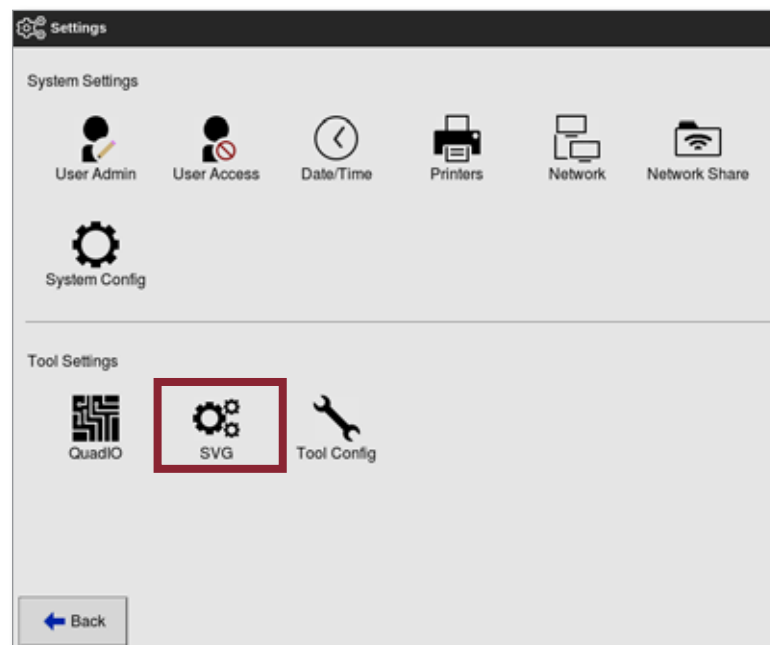 Settings
System Settings
User Admin User Access Date/Time Printers Network Network Share
System Config
Tool Settings
QuadIO SVG Tool Config
Back